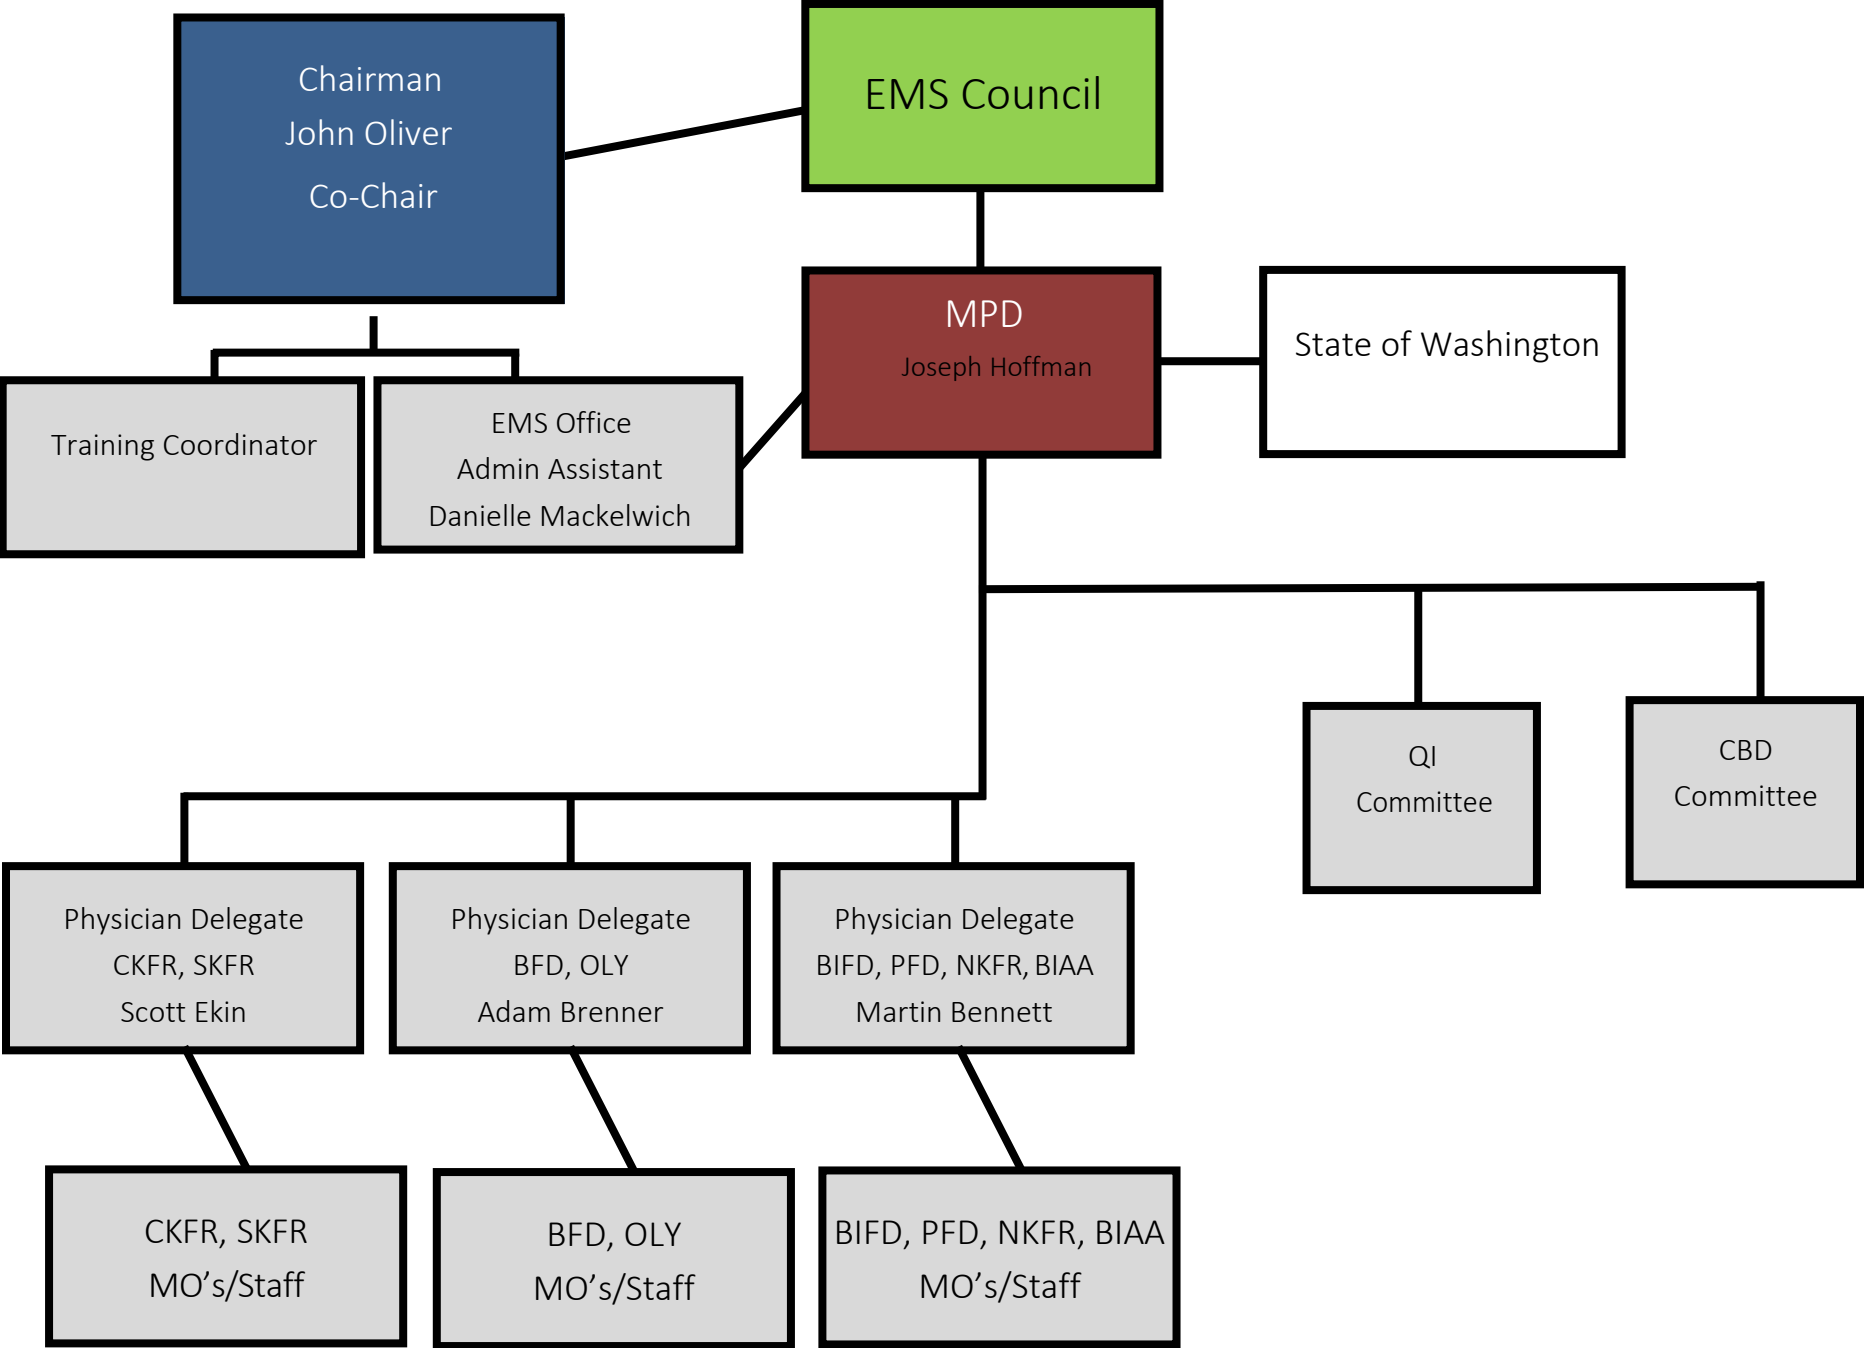 Chairman
John Oliver
Co-Chair
EMS Council
MPD
Joseph Hoffman
State of Washington
Training Coordinator
EMS Office
Admin Assistant
Danielle Mackelwich
QI
Committee
CBD
Committee
Physician Delegate
CKFR, SKFR
Scott Ekin
Physician Delegate
BFD, OLY
Adam Brenner
Physician Delegate
BIFD, PFD, NKFR, BIAA
Martin Bennett
CKFR, SKFR
MO’s/Staff
BFD, OLY
MO’s/Staff
BIFD, PFD, NKFR, BIAA
MO’s/Staff